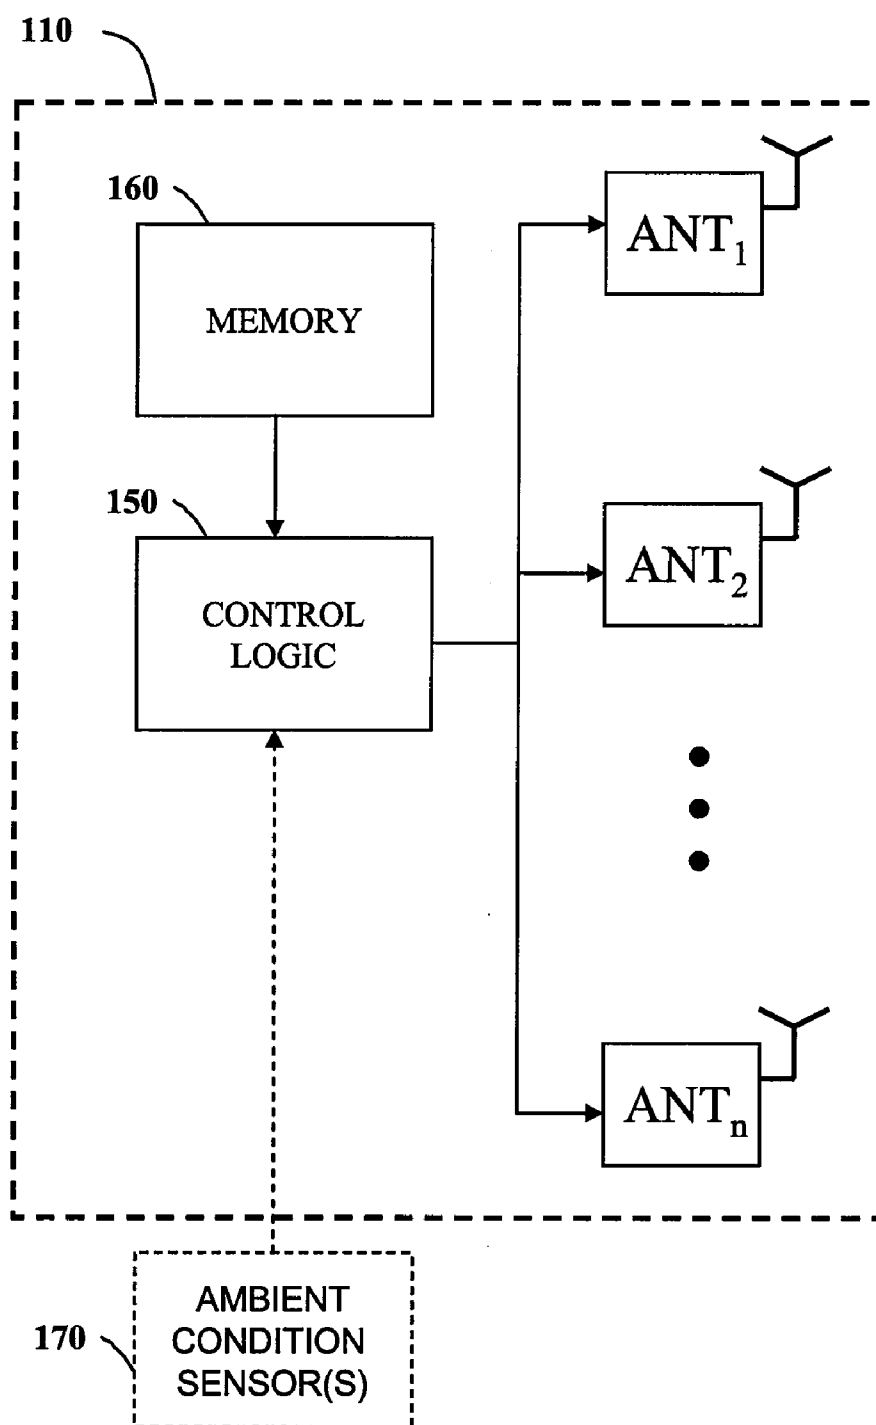 110
160
MEMORY
ANT1
150
CONTROL
LOGIC
ANT2
ANTn
170
AMBIENT
CONDITION
SENSOR(S)